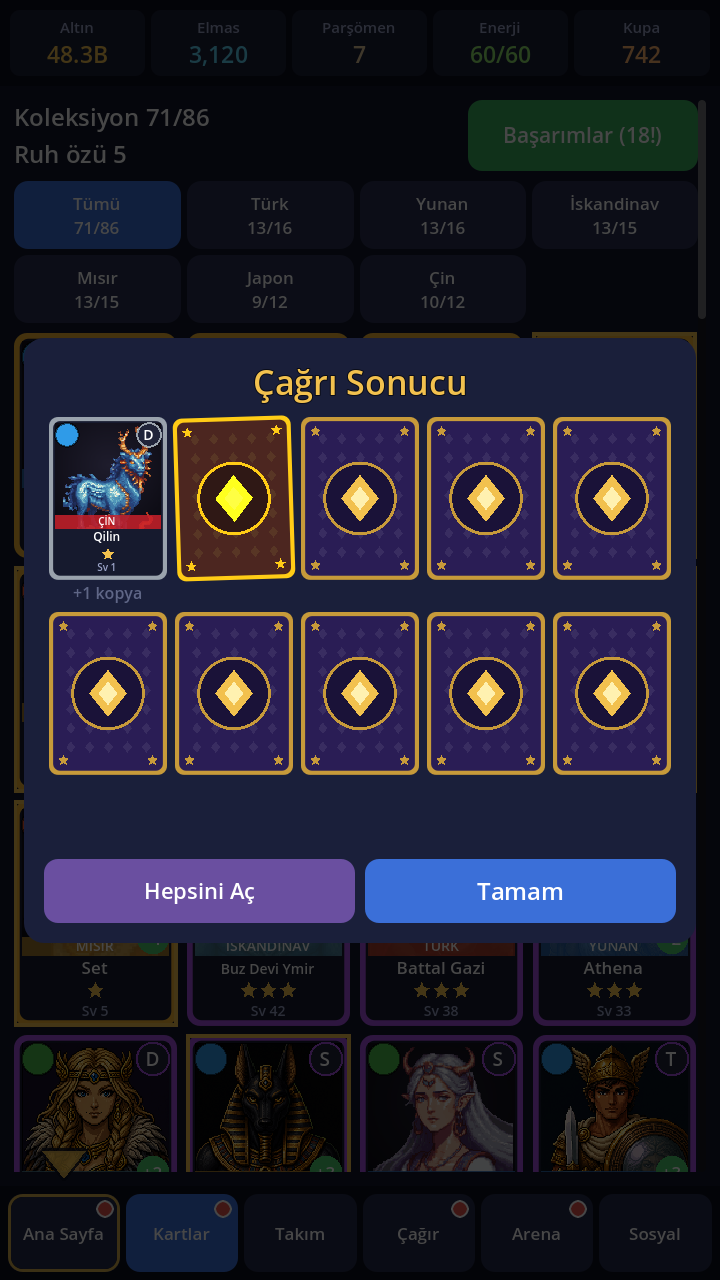 Altın
48.3B
Elmas
3,120
Parşömen
7
Enerji
60/60
Kupa
742
Koleksiyon 71/86
Ruh özü 5
Başarımlar (18!)
Tümü
71/86
Türk
13/16
Yunan
13/16
İskandinav
13/15
Mısır
13/15
Japon
9/12
Çin
10/12
Çağrı Sonucu
D
ÇİN
Qilin
Sv 1
+1 kopya
Hepsini Aç
Tamam
MISIR
Set
Sv 5
İSKANDİNAV
Buz Devi Ymir
Sv 42
TÜRK
Battal Gazi
Sv 38
YUNAN
Athena
Sv 33
D
S
S
T
Ana Sayfa
Kartlar
Takım
Çağır
Arena
Sosyal